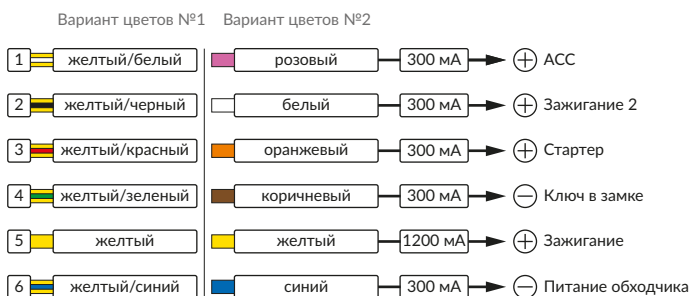 Вариант цветов №1 Вариант цветов №2
1 желтый/белый розовый 300 мА + ACC
2 желтый/черный белый 300 мА + Зажигание 2
3 желтый/красный оранжевый 300 мА + Стартер
4 желтый/зеленый коричневый 300 мА − Ключ в замке
5 желтый желтый 1200 мА + Зажигание
6 желтый/синий синий 300 мА − Питание обходчика